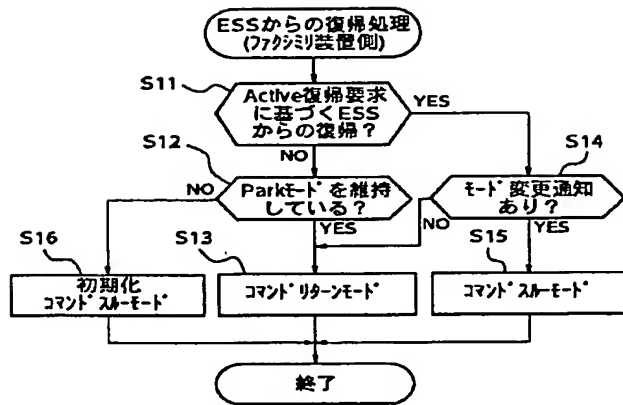 ESSからの復帰処理
(ファクシミリ装置側)
S11
Active復帰要求
に基づくESS
からの復帰？
YES
NO
S12
S14
NO
Parkモードを維持
している？
YES
モード変更通知
あり？
NO
YES
S16
S13
S15
初期化
コマンドスルーモード
コマンドリターンモード
コマンドスルーモード
終了